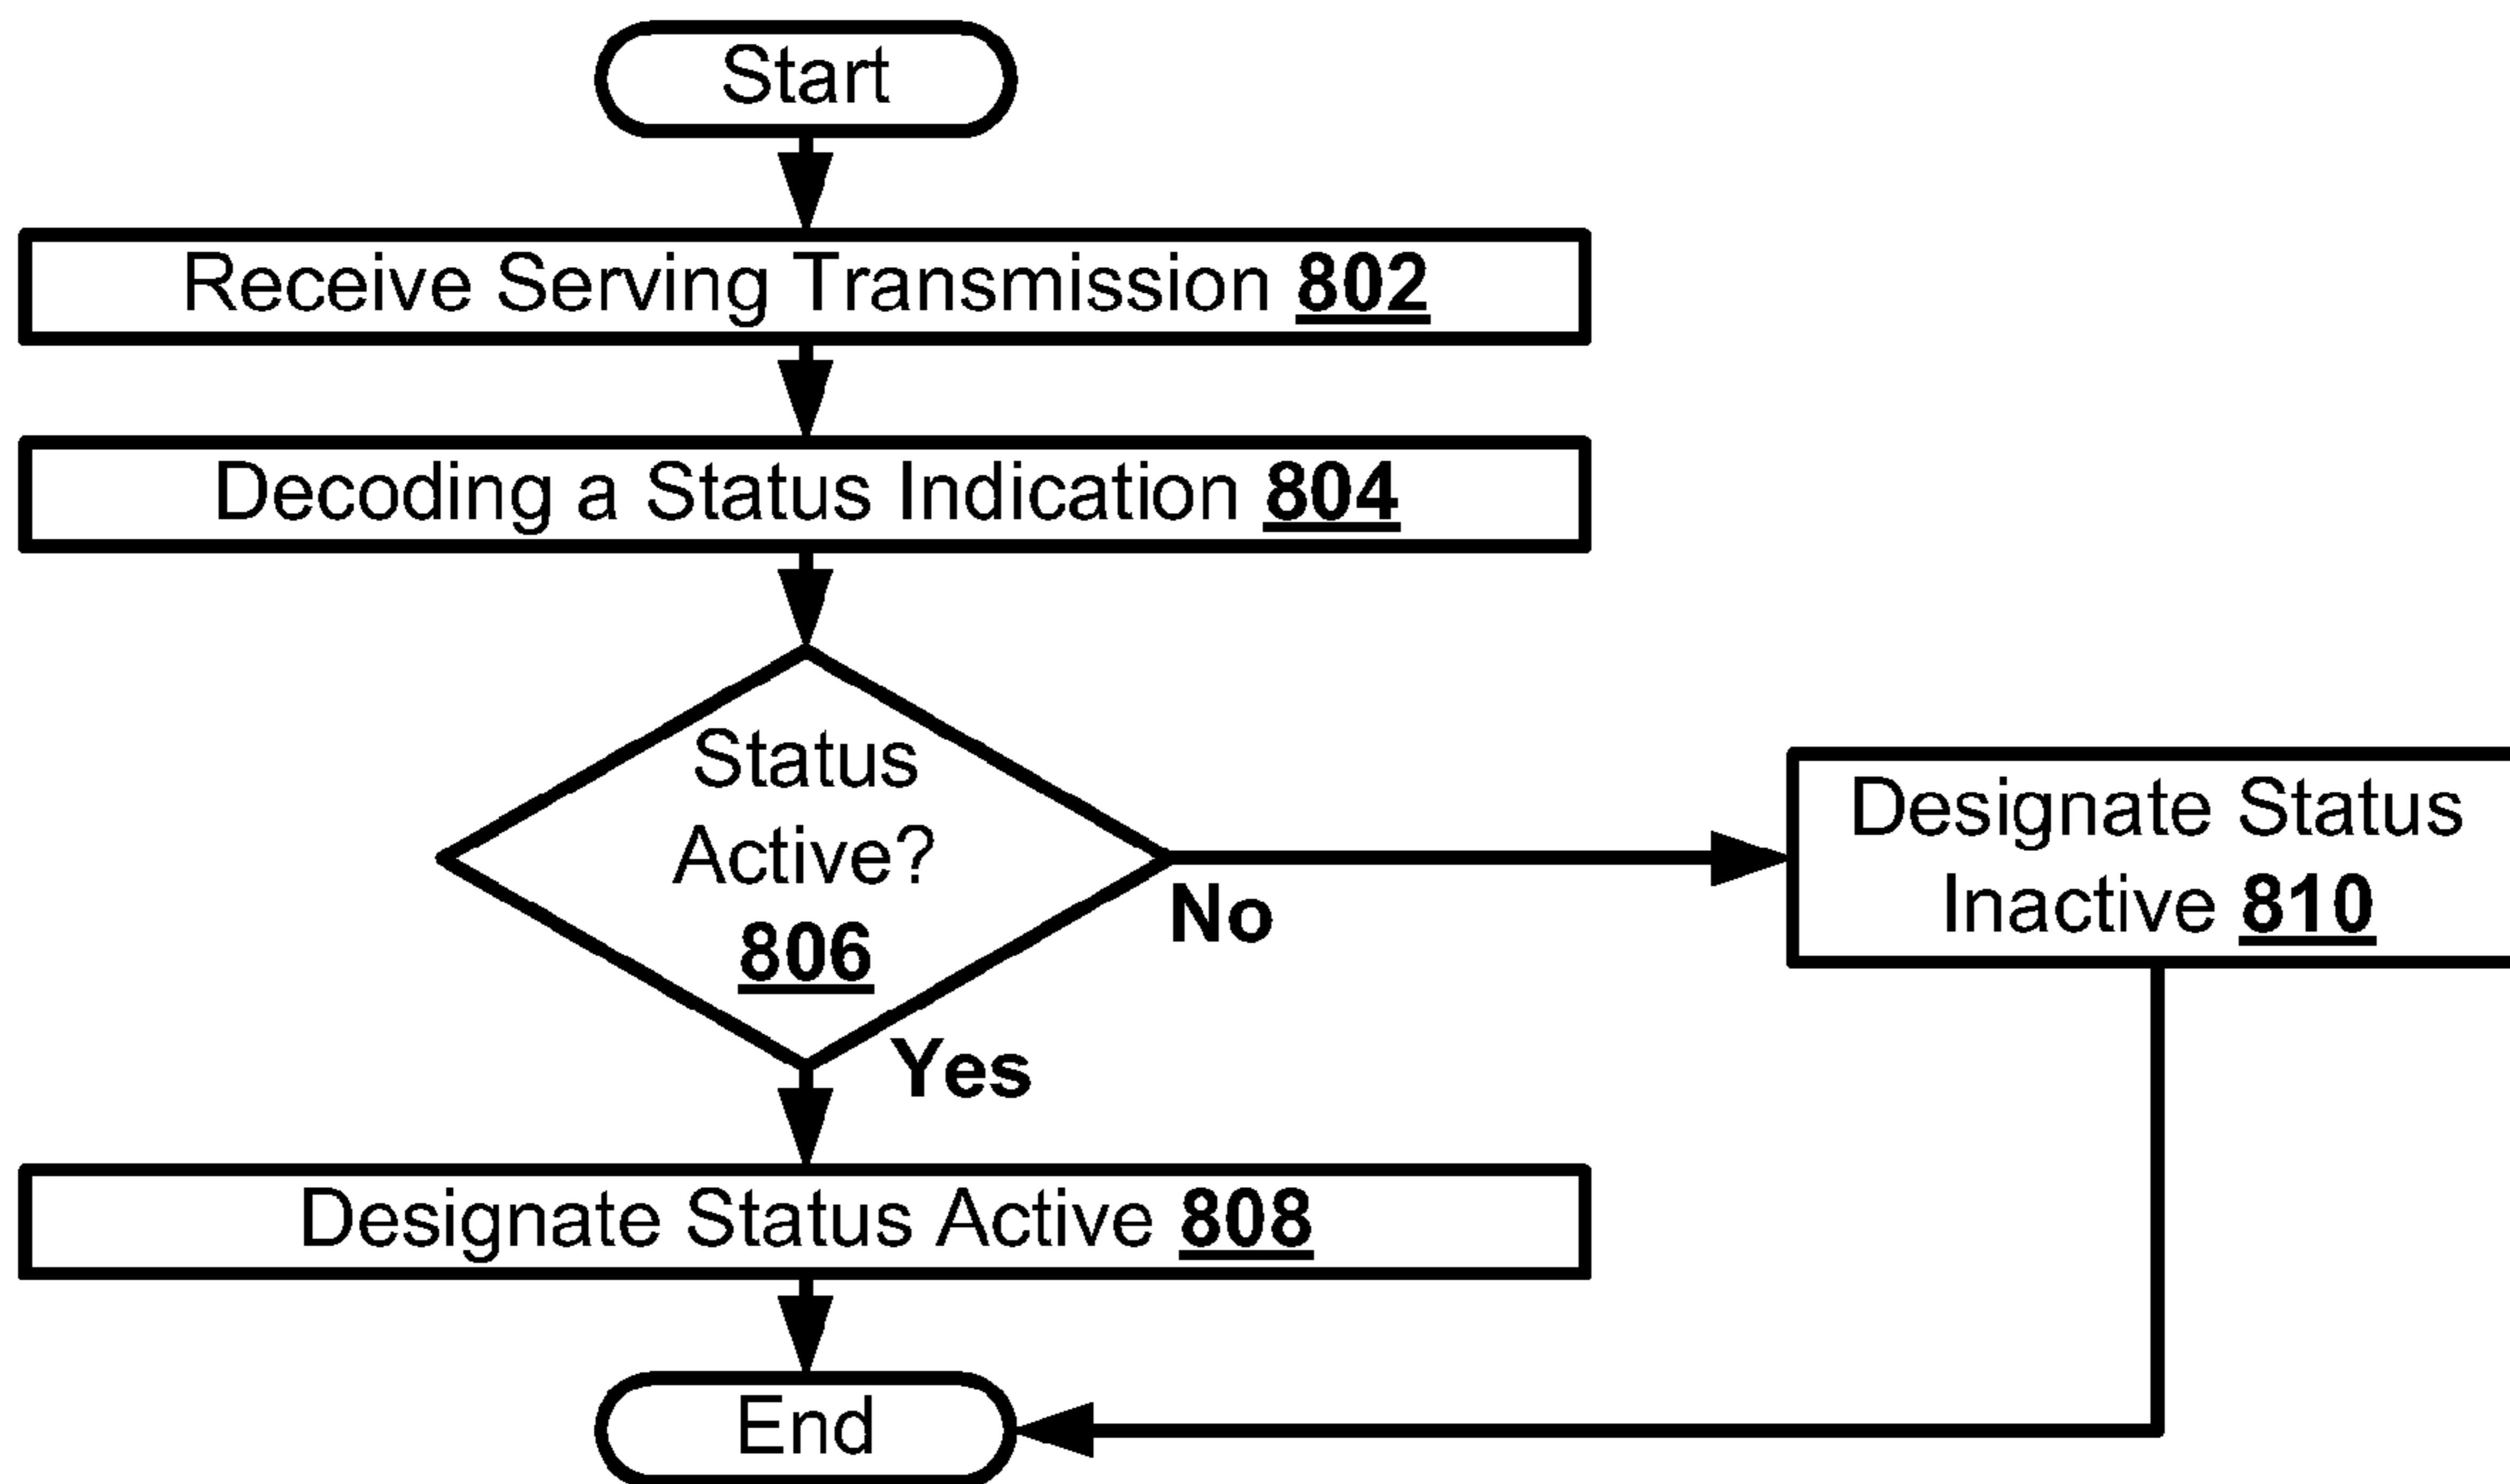 Start
Receive Serving Transmission 802
Decoding a Status Indication 804
Status
Active?
806
No
Yes
Designate Status
Inactive 810
Designate Status Active 808
End